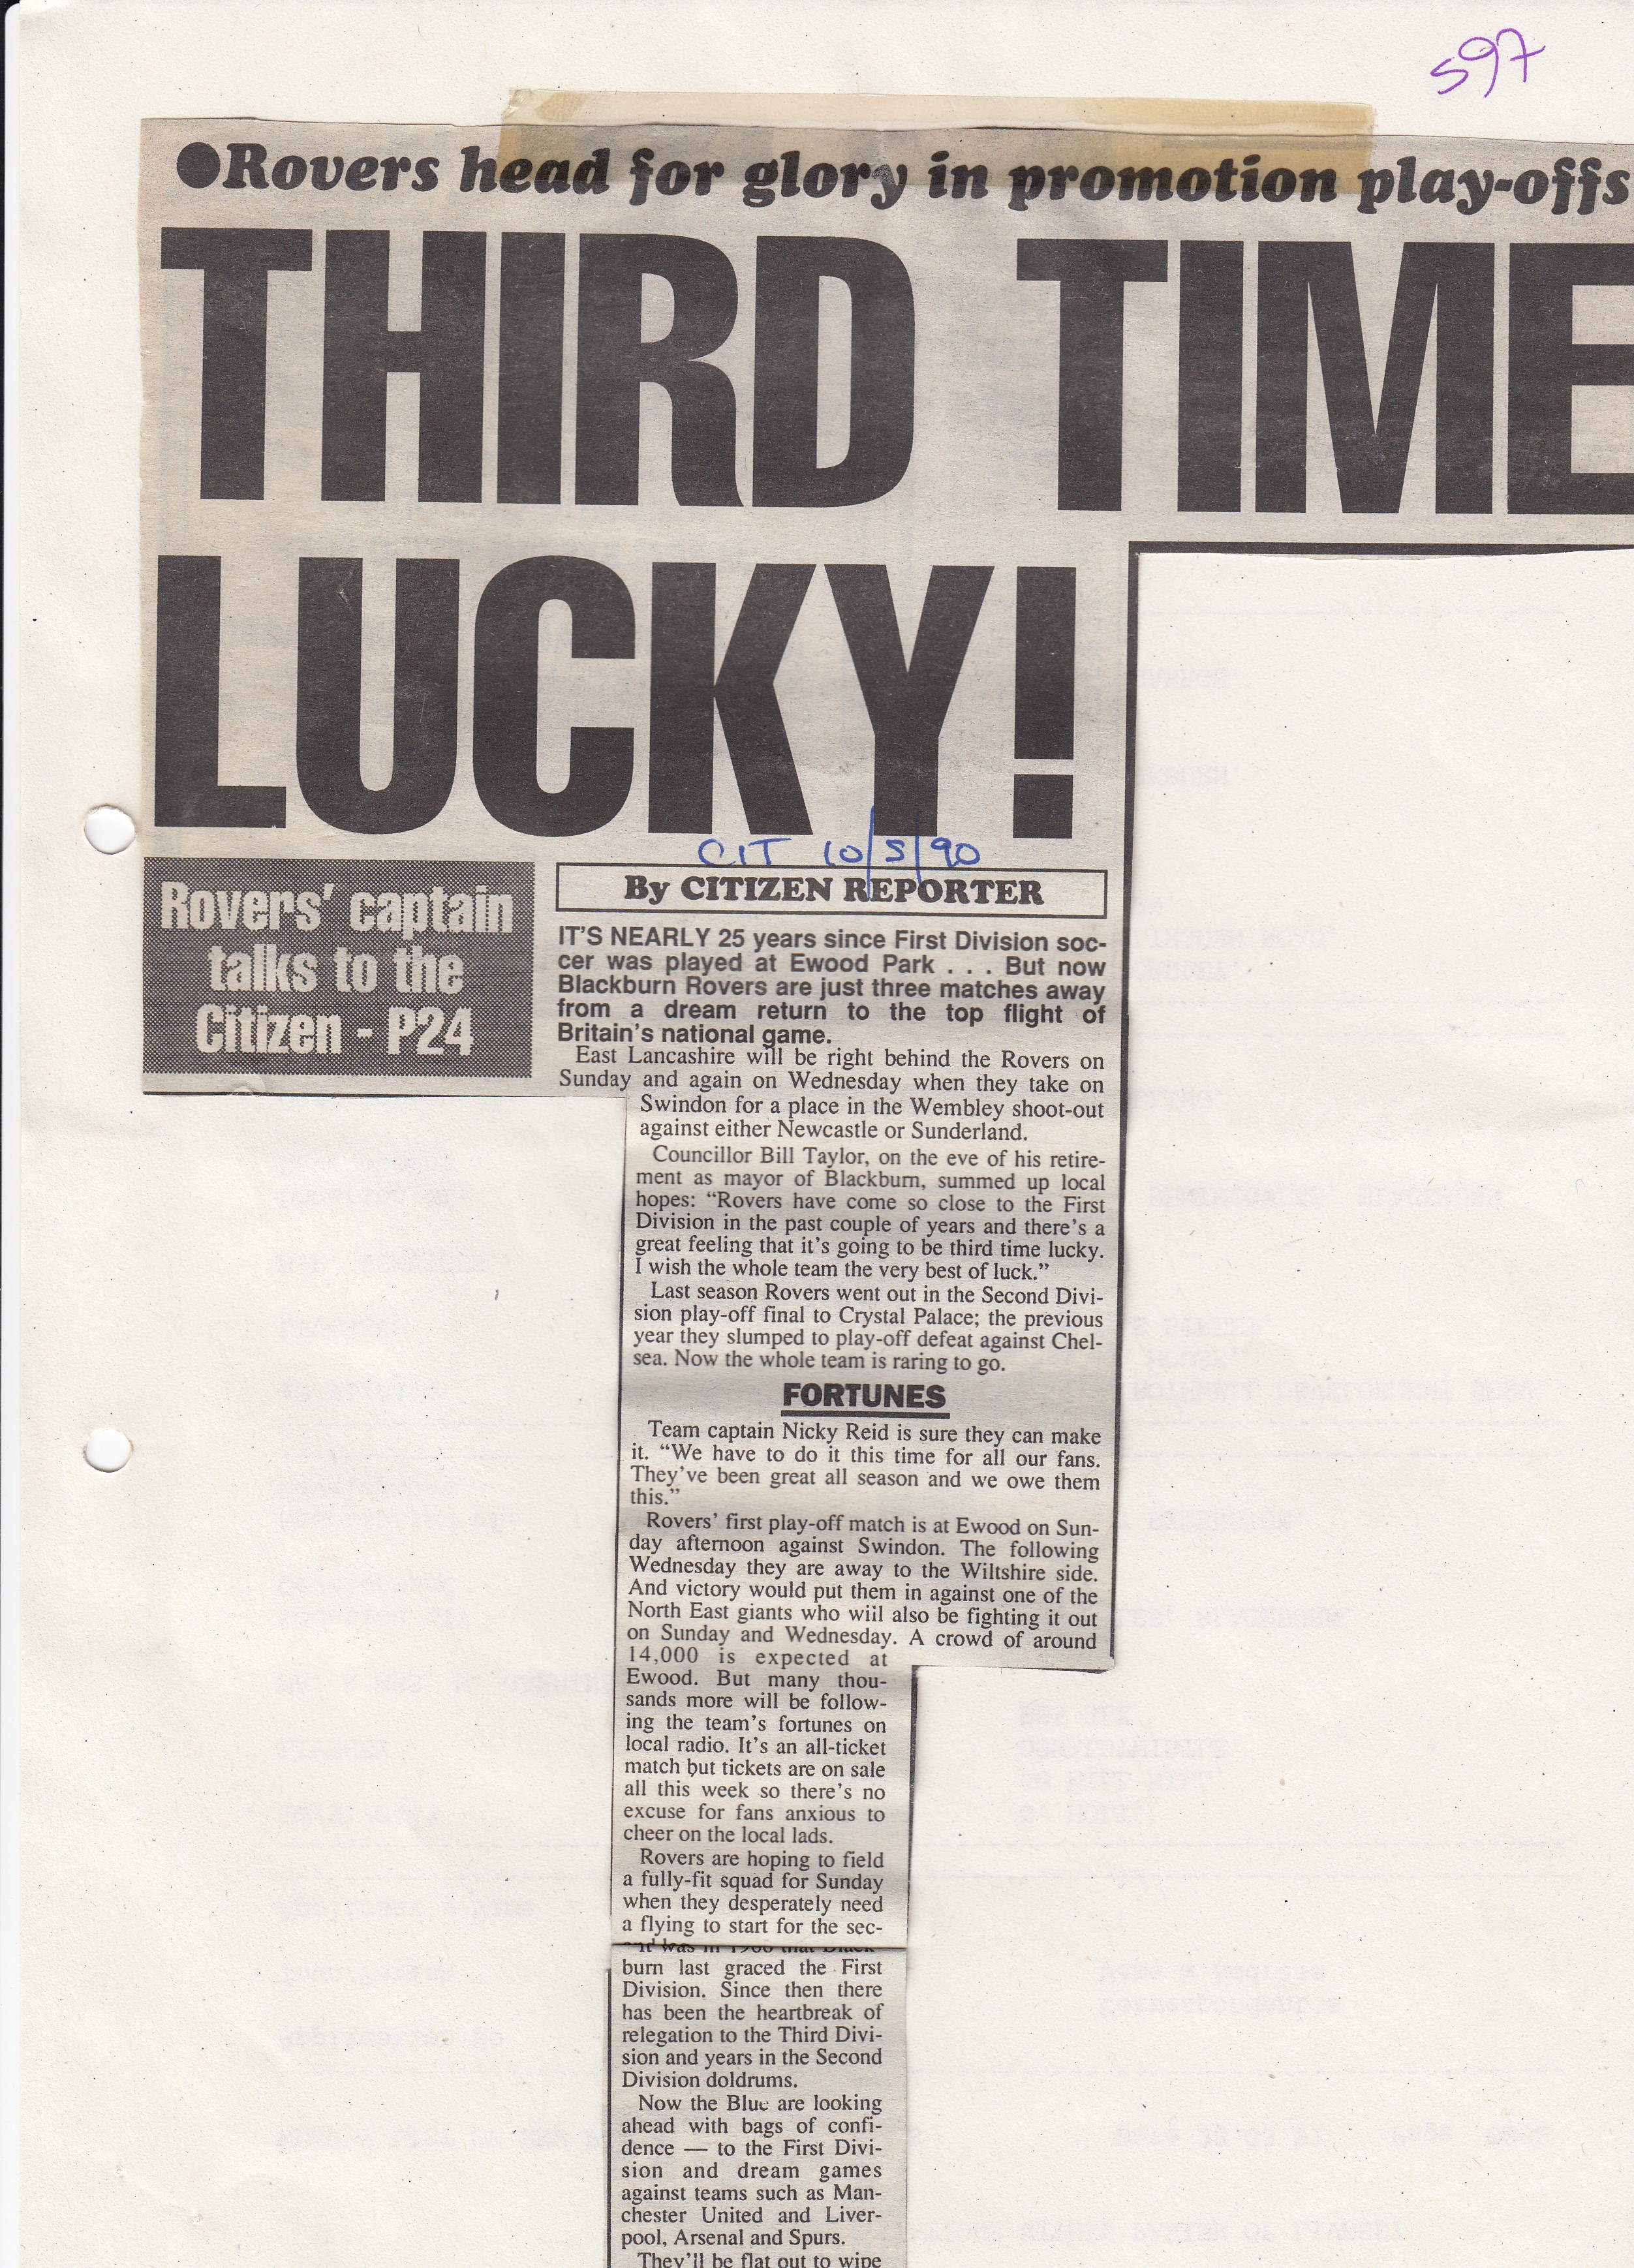 597
●Rovers head for glory in promotion play-offs
THIRD TIME
LUCKY!
CIT 10/5/90
Rovers' captain
talks to the
Citizen - P24
By CITIZEN REPORTER
IT'S NEARLY 25 years since First Division soc-
cer was played at Ewood Park . . . But now
Blackburn Rovers are just three matches away
from a dream return to the top flight of
Britain's national game.
East Lancashire will be right behind the Rovers on
Sunday and again on Wednesday when they take on
Swindon for a place in the Wembley shoot-out
against either Newcastle or Sunderland.
Councillor Bill Taylor, on the eve of his retire-
ment as mayor of Blackburn, summed up local
hopes: “Rovers have come so close to the First
Division in the past couple of years and there's a
great feeling that it's going to be third time lucky.
I wish the whole team the very best of luck.”
Last season Rovers went out in the Second Divi-
sion play-off final to Crystal Palace; the previous
year they slumped to play-off defeat against Chel-
sea. Now the whole team is raring to go.
FORTUNES
Team captain Nicky Reid is sure they can make
it. “We have to do it this time for all our fans.
They've been great all season and we owe them
this.”
Rovers' first play-off match is at Ewood on Sun-
day afternoon against Swindon. The following
Wednesday they are away to the Wiltshire side.
And victory would put them in against one of the
North East giants who will also be fighting it out
on Sunday and Wednesday. A crowd of around
14,000 is expected at
Ewood. But many thou-
sands more will be follow-
ing the team's fortunes on
local radio. It's an all-ticket
match but tickets are on sale
all this week so there's no
excuse for fans anxious to
cheer on the local lads.
Rovers are hoping to field
a fully-fit squad for Sunday
when they desperately need
a flying to start for the sec-
was in that Black-
burn last graced the First
Division. Since then there
has been the heartbreak of
relegation to the Third Divi-
sion and years in the Second
Division doldrums.
Now the Blue are looking
ahead with bags of confi-
dence — to the First Divi-
sion and dream games
against teams such as Man-
chester United and Liver-
pool, Arsenal and Spurs.
They'll be flat out to wipe